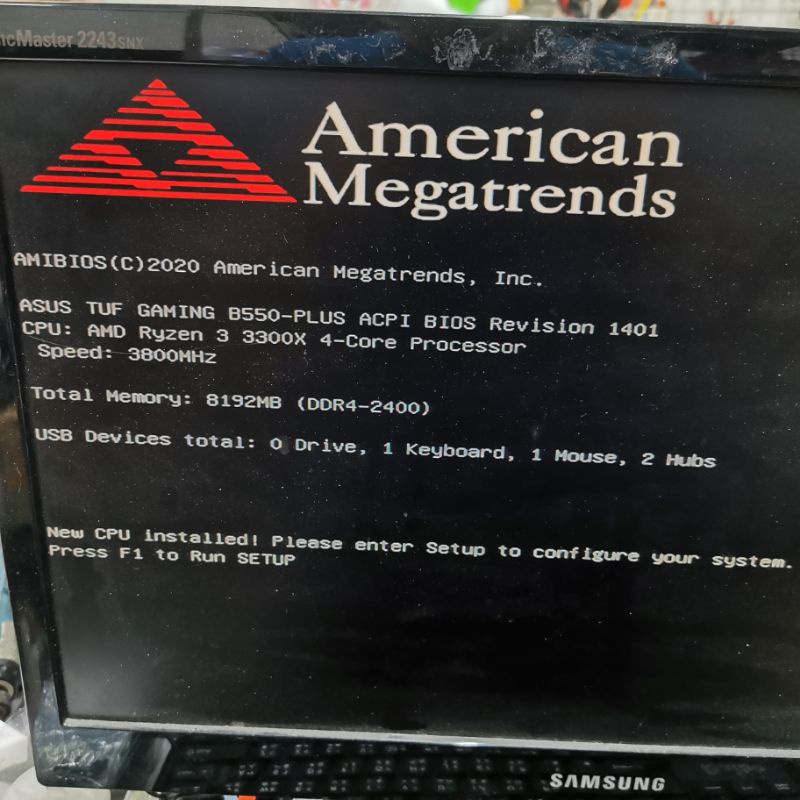 ncMaster 2243SNX
American
Megatrends
AMIBIOS(C)2020 American Megatrends, Inc.
ASUS TUF GAMING B550-PLUS ACPI BIOS Revision 1401
CPU: AMD Ryzen 3 3300X 4-Core Processor
Speed: 3800MHz
Total Memory: 8192MB (DDR4-2400)
USB Devices total: 0 Drive, 1 Keyboard, 1 Mouse, 2 Hubs
New CPU installed! Please enter Setup to configure your system.
Press F1 to Run SETUP
SAMSUNG